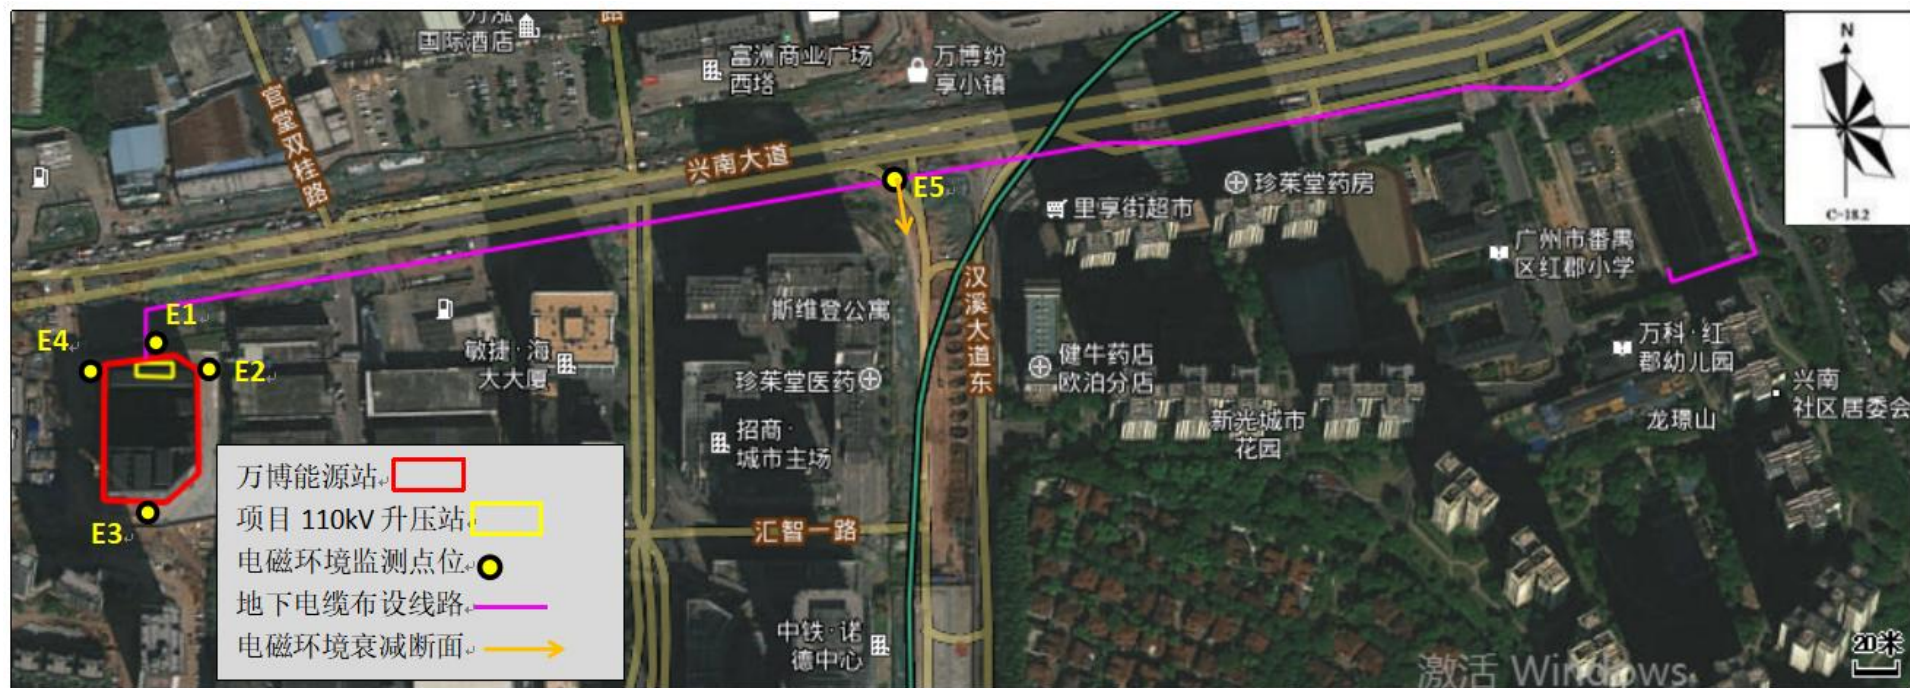 万泓
国际酒店
路
官堂双桂路
富洲商业广场
西塔
万博纷
享小镇
兴南大道
N
C=18.2
E5
珍茱堂药房
里享街超市
广州市番禺
区红郡小学
汉溪大道东
斯维登公寓
E1
E4
E2
E3
敏捷·海
大大厦
珍茱堂医药
健牛药店
欧泊分店
万科·红
郡幼儿园
兴南
社区居委会
招商·
城市主场
新光城市
花园
龙璟山
万博能源站
项目 110kV 升压站
电磁环境监测点位
地下电缆布设线路
电磁环境衰减断面
汇智一路
中铁·诺
德中心
20米
激活 Windows